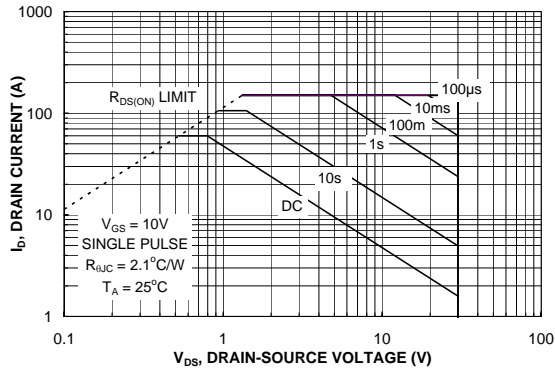 1000
100
10
1
I_D, DRAIN CURRENT (A)
R_DS(ON) LIMIT
100µs
10ms
100m
1s
10s
DC
V_GS = 10V
SINGLE PULSE
R_θJC = 2.1°C/W
T_A = 25°C
0.1
1
10
100
V_DS, DRAIN-SOURCE VOLTAGE (V)